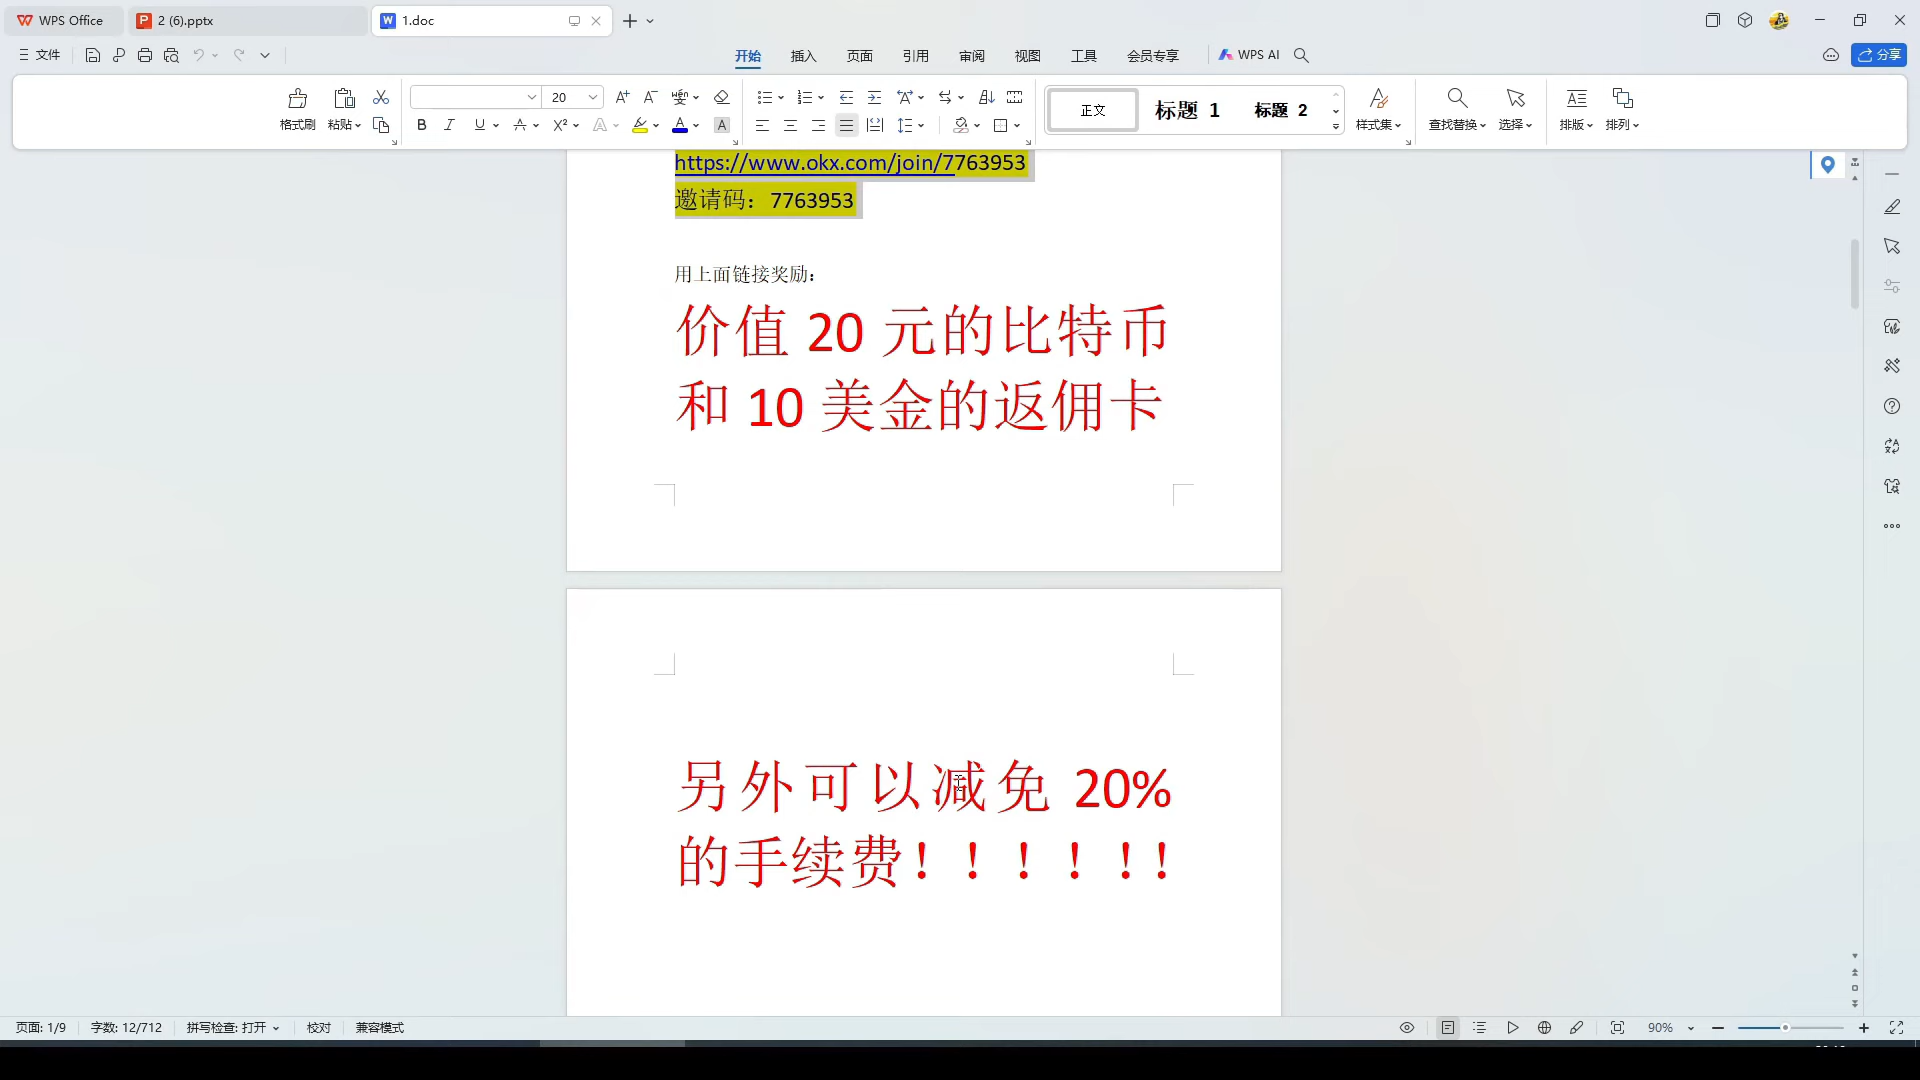 WPS Office
2 (6).pptx
1.doc
文件
开始
插入
页面
引用
审阅
视图
工具
会员专享
WPS AI
分享
格式刷
粘贴
20
正文
标题 1
标题 2
样式集
查找替换
选择
排版
排列
https://www.okx.com/join/7763953
邀请码：7763953
用上面链接奖励：
价值 20 元的比特币
和 10 美金的返佣卡
另外可以减免 20%
的手续费！！！！！！
页面: 1/9
字数: 12/712
拼写检查: 打开
校对
兼容模式
90%